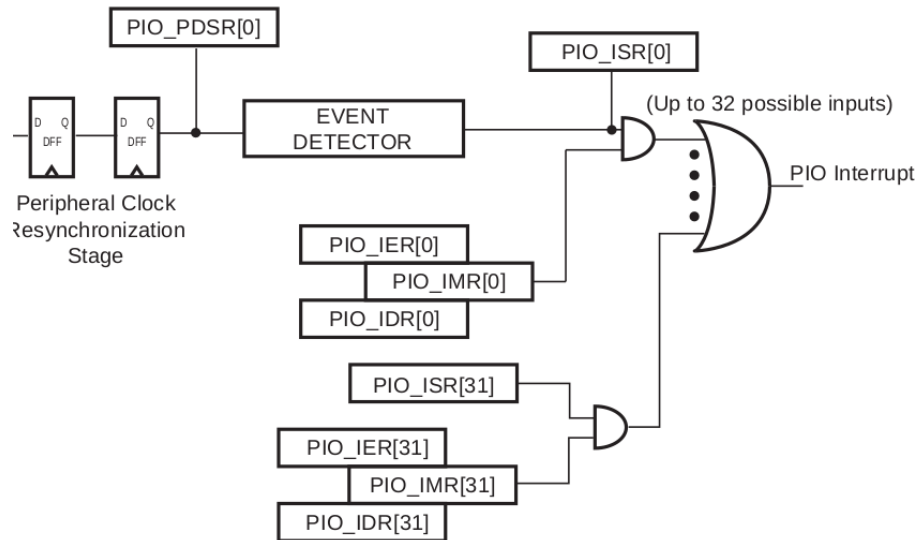 PIO_PDSR[0]
PIO_ISR[0]
(Up to 32 possible inputs)
D Q
DFF
D Q
DFF
EVENT
DETECTOR
PIO Interrupt
Peripheral Clock
Resynchronization
Stage
PIO_IER[0]
PIO_IMR[0]
PIO_IDR[0]
PIO_ISR[31]
PIO_IER[31]
PIO_IMR[31]
PIO_IDR[31]